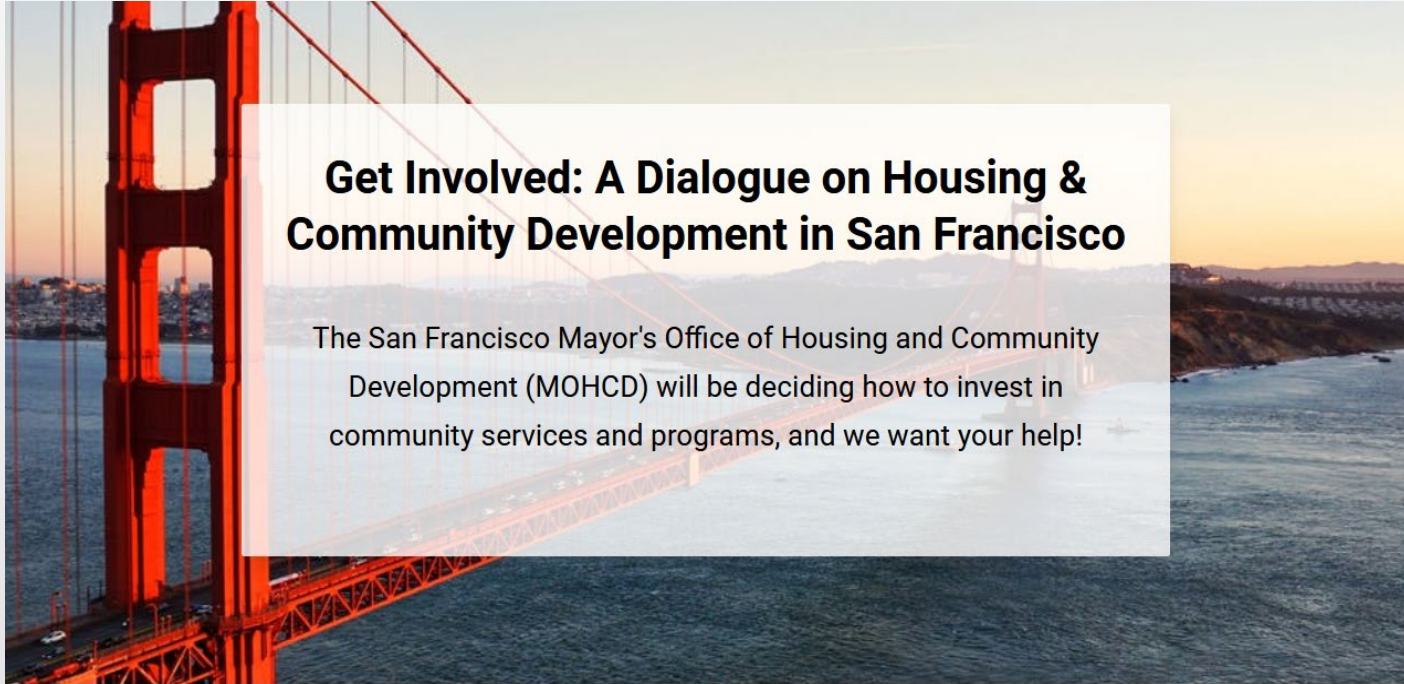 Get Involved: A Dialogue on Housing &
Community Development in San Francisco
The San Francisco Mayor's Office of Housing and Community
Development (MOHCD) will be deciding how to invest in
community services and programs, and we want your help!